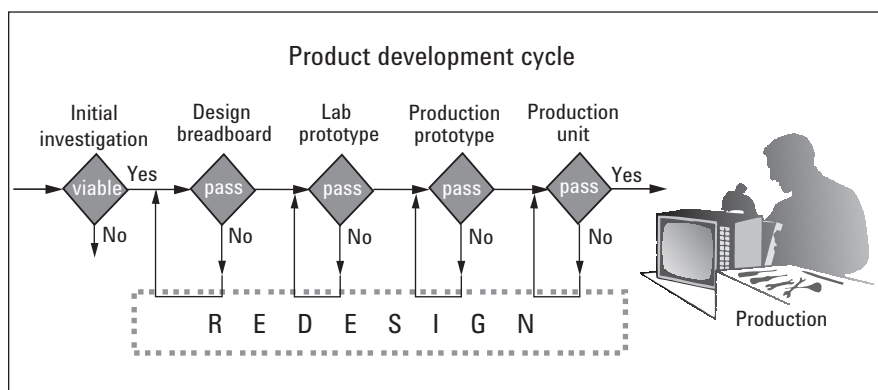 Product development cycle
Initial
investigation
Design
breadboard
Lab
prototype
Production
prototype
Production
unit
viable
Yes
pass
pass
pass
pass
Yes
No
No
No
No
No
R E D E S I G N
Production